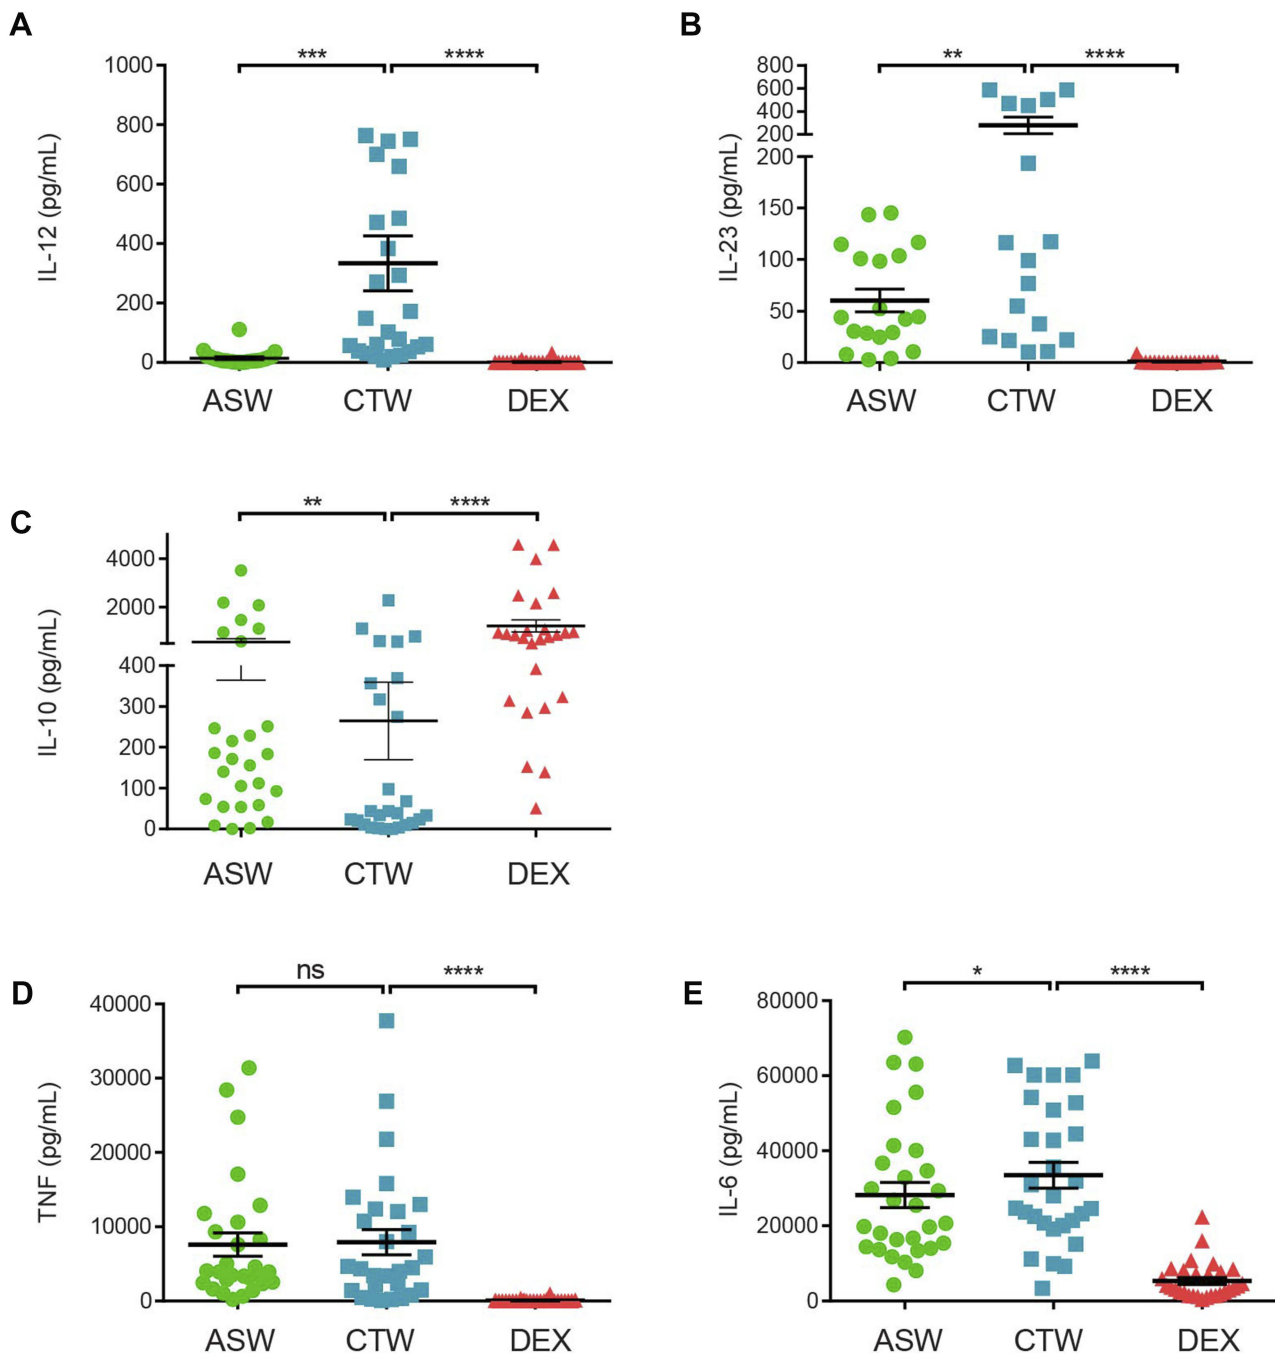 A
*** ****
1000
800
600
400
200
0
IL-12 (pg/mL)
ASW CTW DEX
B
** ****
800
600
400
200
200
150
100
50
0
IL-23 (pg/mL)
ASW CTW DEX
C
** ****
4000
2000
400
300
200
100
0
IL-10 (pg/mL)
ASW CTW DEX
D
ns ****
40000
30000
20000
10000
0
TNF (pg/mL)
ASW CTW DEX
E
* ****
80000
60000
40000
20000
0
IL-6 (pg/mL)
ASW CTW DEX